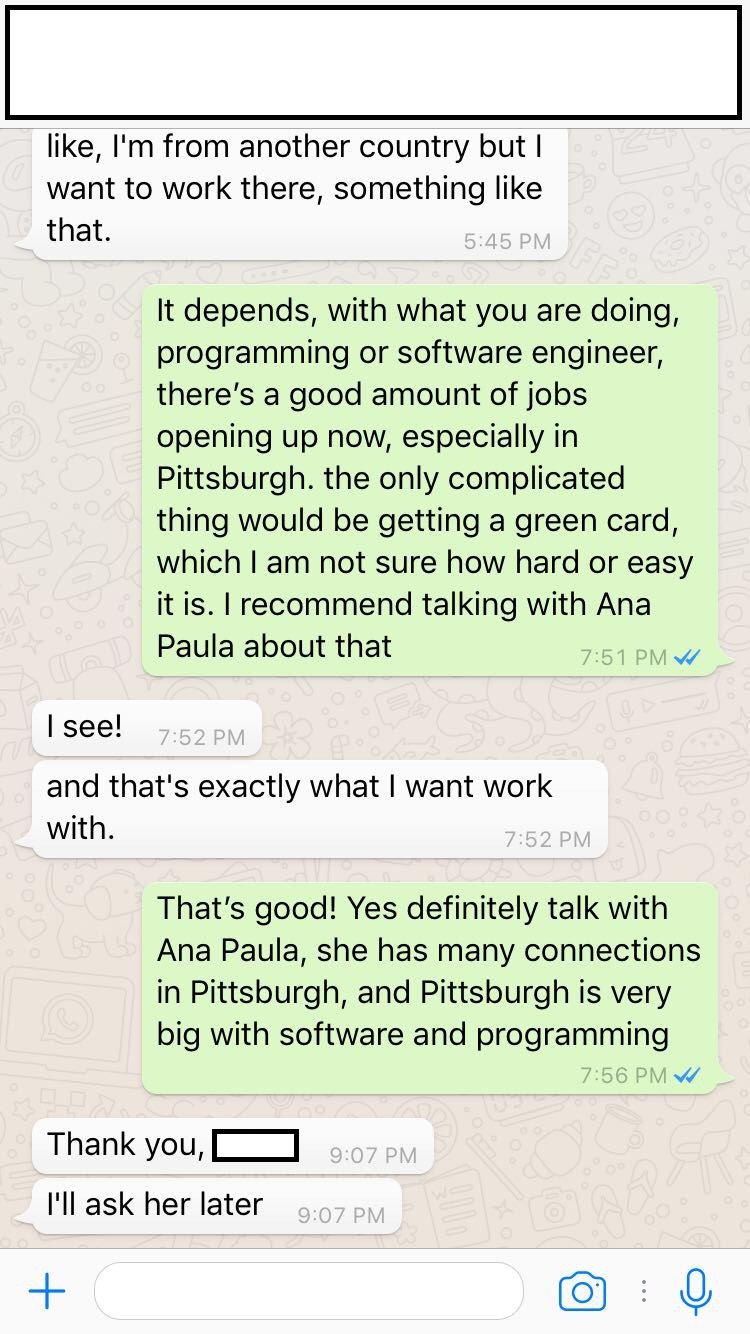 like, I'm from another country but I
want to work there, something like
that.
5:45 PM
It depends, with what you are doing,
programming or software engineer,
there’s a good amount of jobs
opening up now, especially in
Pittsburgh. the only complicated
thing would be getting a green card,
which I am not sure how hard or easy
it is. I recommend talking with Ana
Paula about that
7:51 PM
I see!
7:52 PM
and that's exactly what I want work
with.
7:52 PM
That’s good! Yes definitely talk with
Ana Paula, she has many connections
in Pittsburgh, and Pittsburgh is very
big with software and programming
7:56 PM
Thank you,
9:07 PM
I'll ask her later
9:07 PM